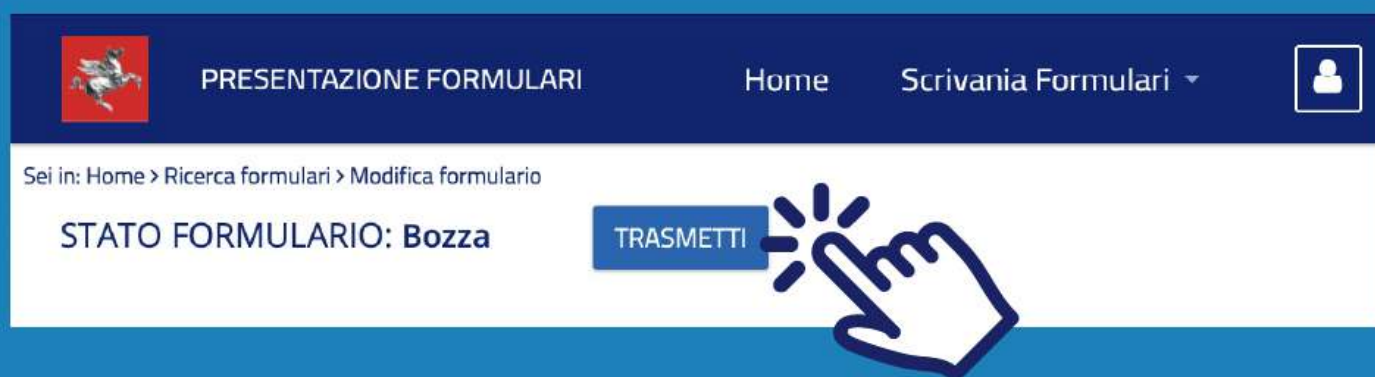 PRESENTAZIONE FORMULARI Home Scrivania Formulari
Sei in: Home > Ricerca formulari > Modifica formulario
STATO FORMULARIO: Bozza TRASMETTI